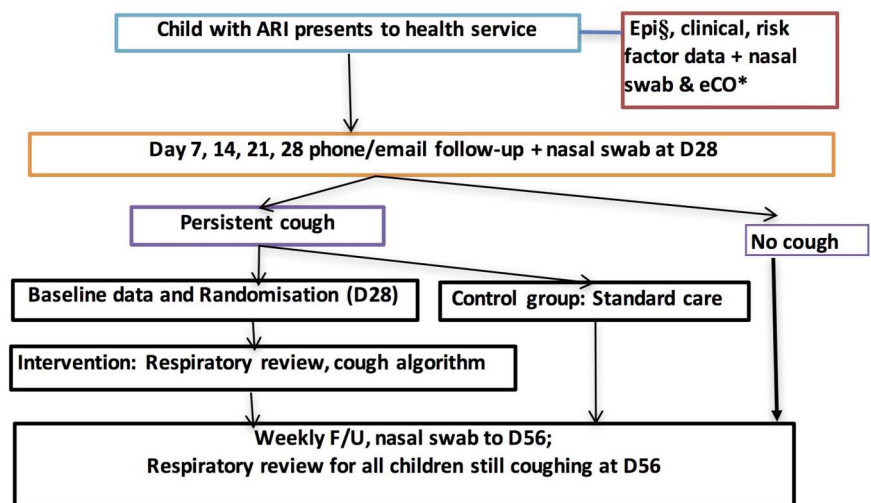 Child with ARI presents to health service
Epi§, clinical, risk
factor data + nasal
swab & eCO*
Day 7, 14, 21, 28 phone/email follow-up + nasal swab at D28
Persistent cough
No cough
Baseline data and Randomisation (D28)
Control group: Standard care
Intervention: Respiratory review, cough algorithm
Weekly F/U, nasal swab to D56;
Respiratory review for all children still coughing at D56